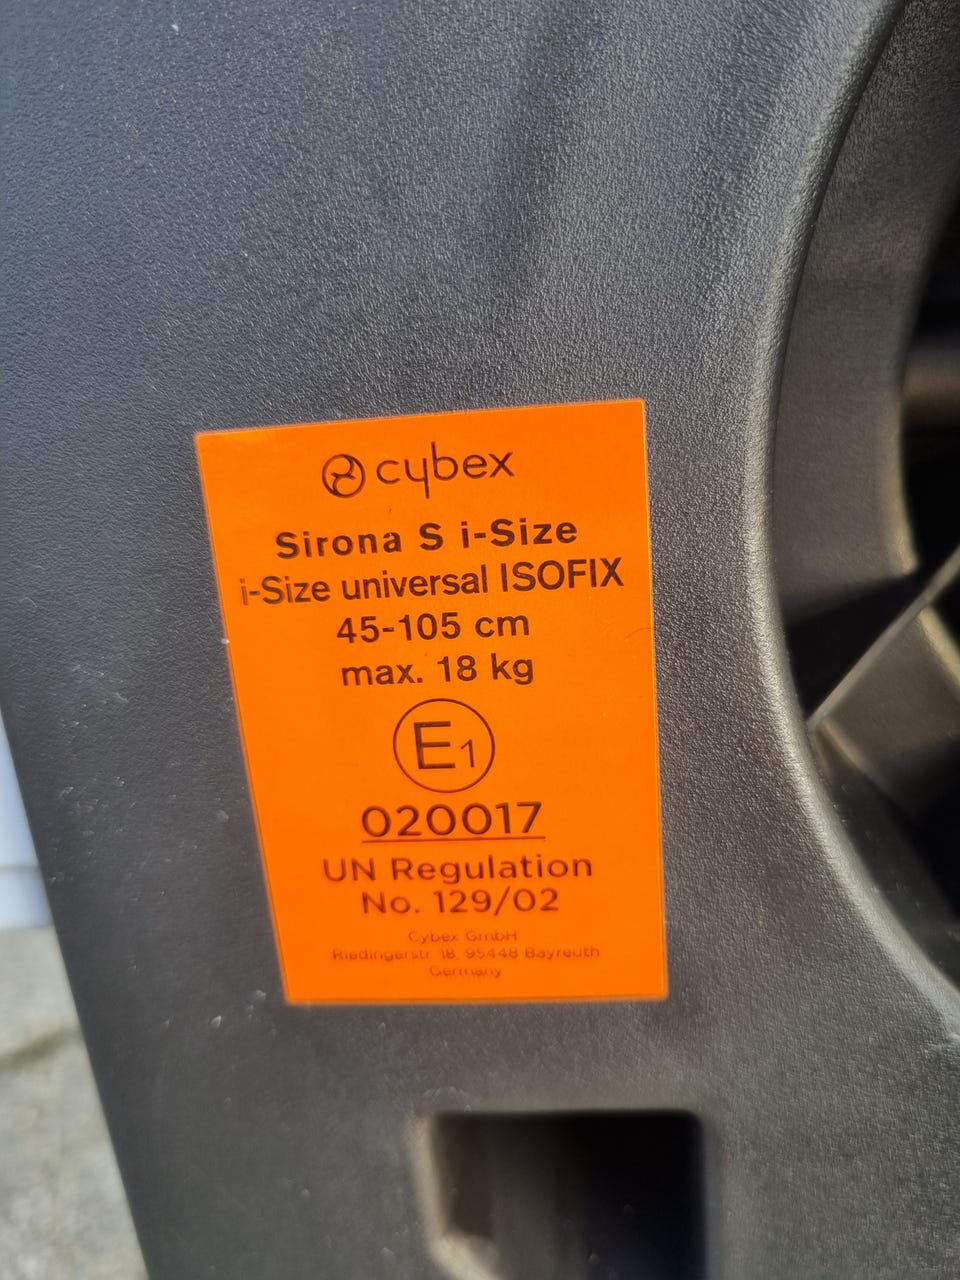 cybex
Sirona S i-Size
i-Size universal ISOFIX
45-105 cm
max. 18 kg
E1
020017
UN Regulation
No. 129/02
Cybex GmbH
Riedingerstr. 18, 95448 Bayreuth
Germany